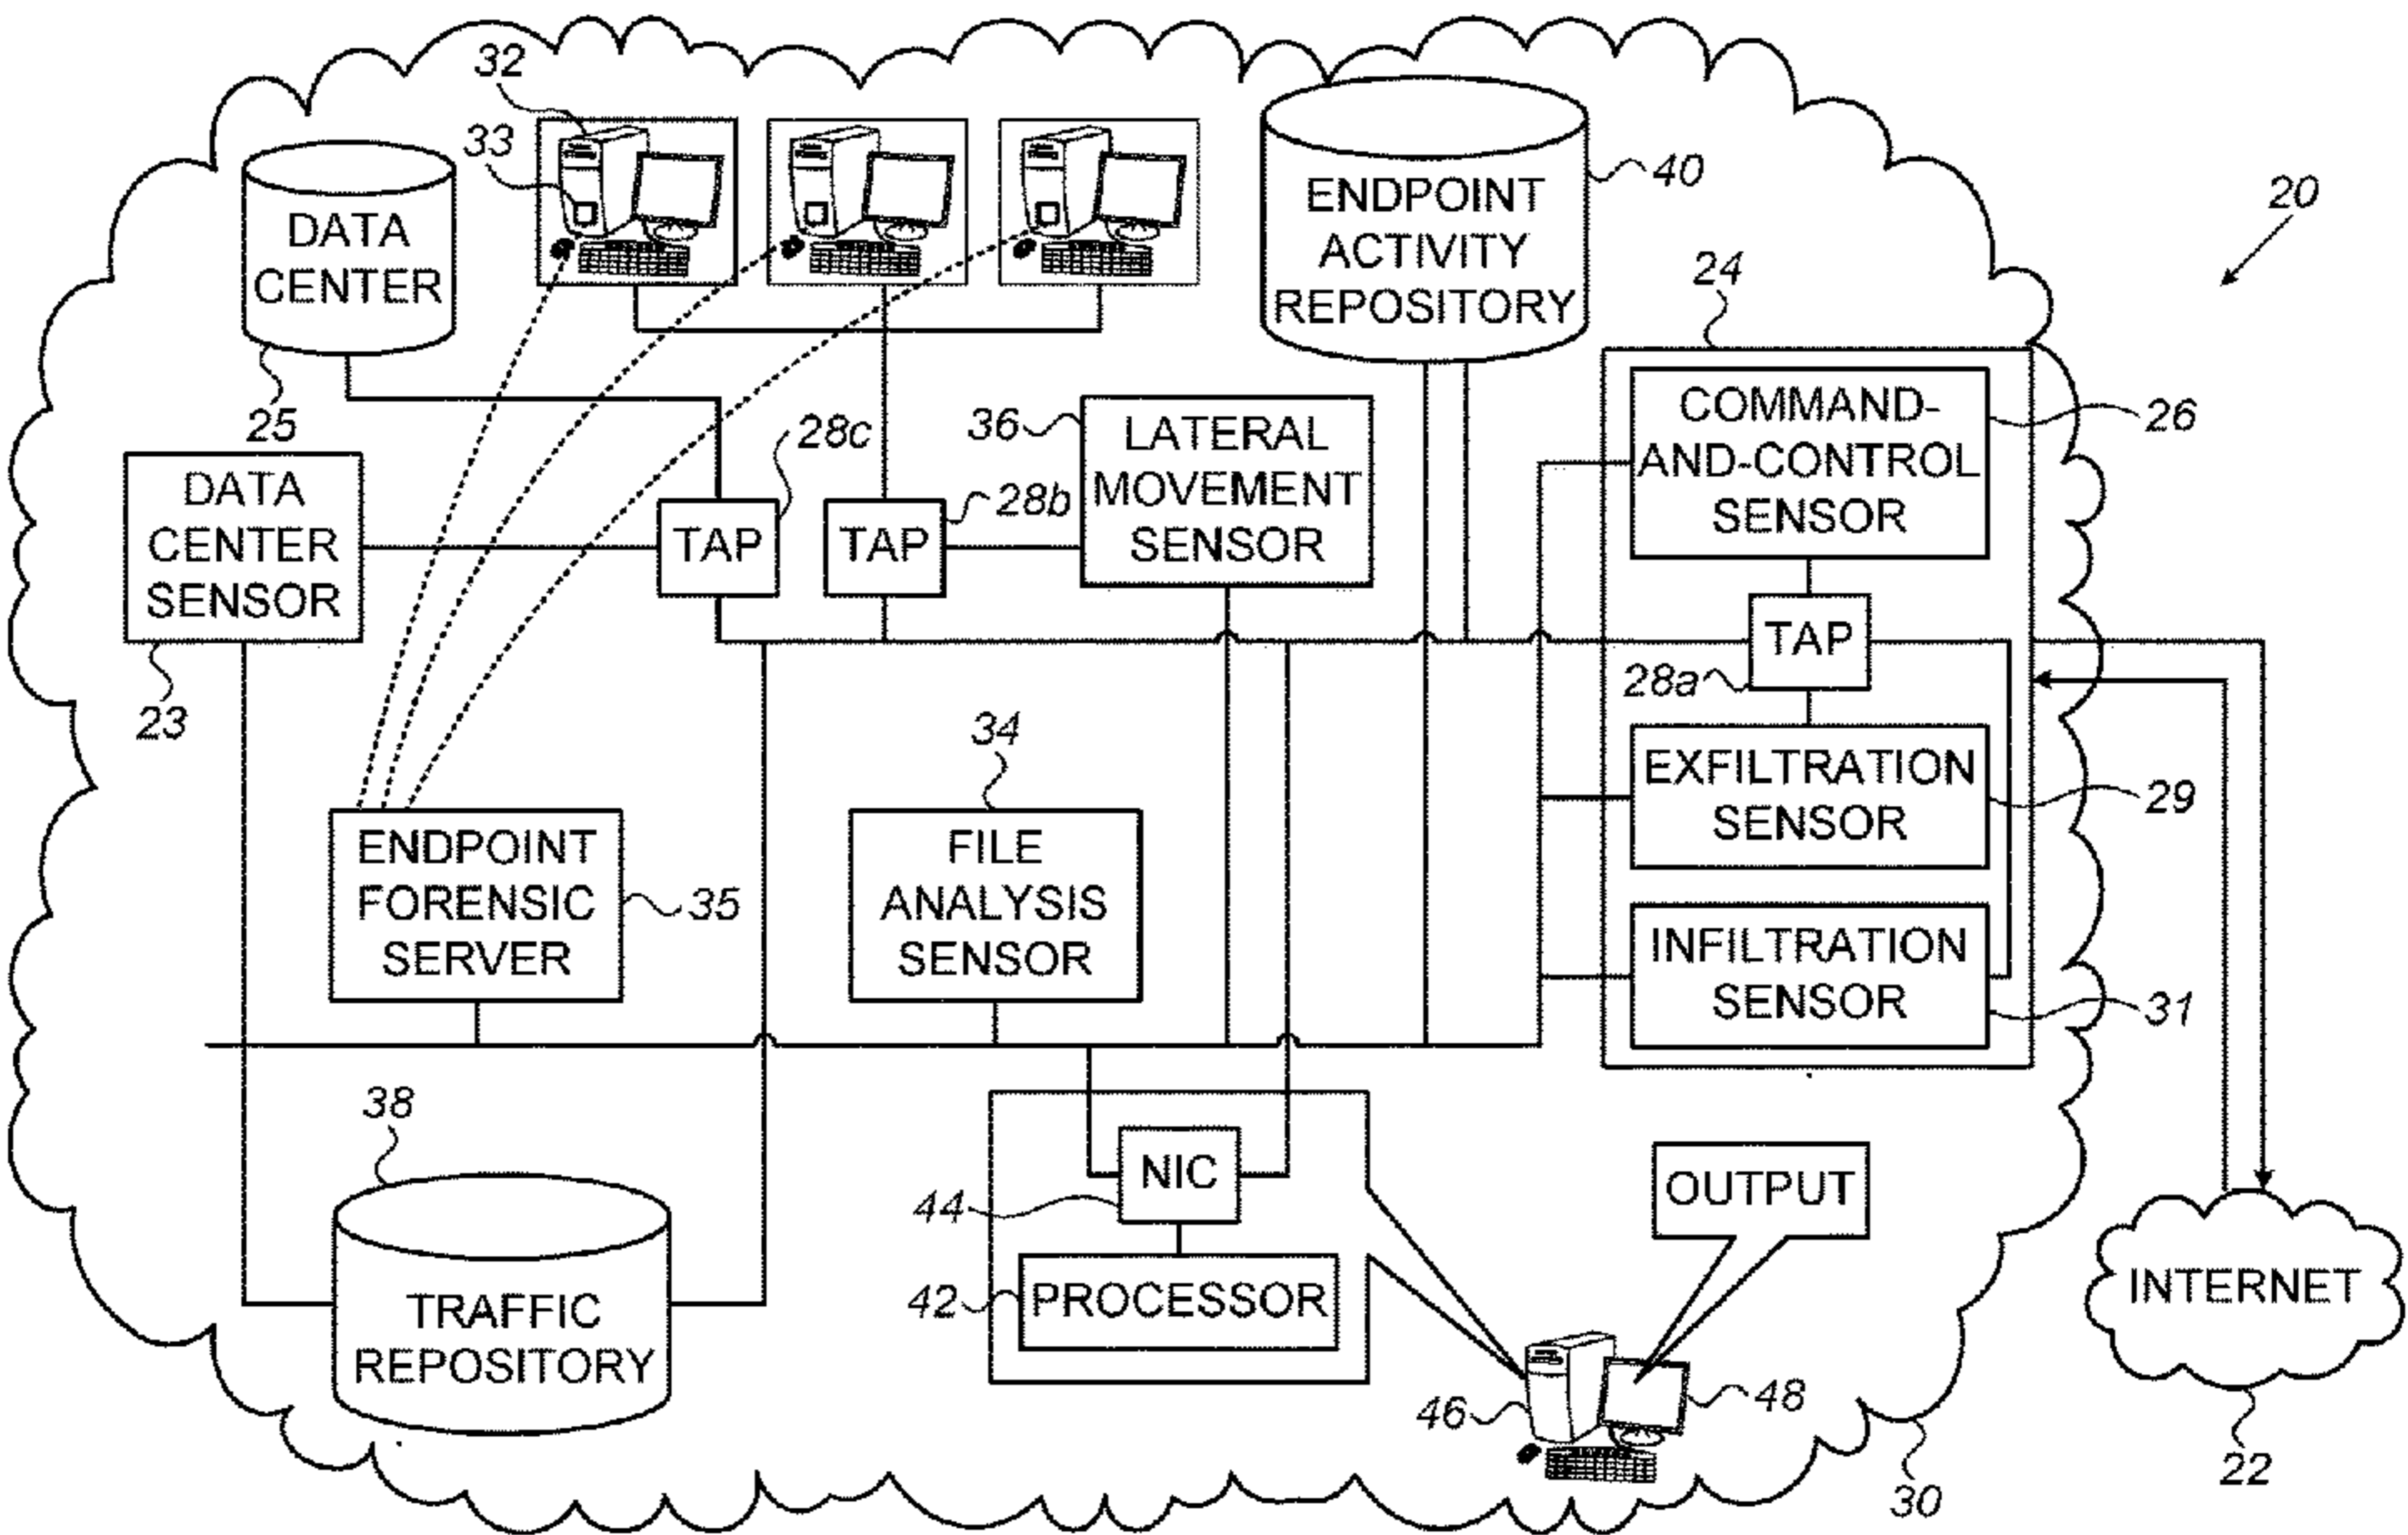 32
33
DATA
CENTER
25
ENDPOINT
ACTIVITY
REPOSITORY
40
20
24
COMMAND-
AND-CONTROL
SENSOR
26
36
LATERAL
MOVEMENT
SENSOR
28c
28b
DATA
CENTER
SENSOR
23
TAP
TAP
TAP
28a
EXFILTRATION
SENSOR
29
INFILTRATION
SENSOR
31
34
ENDPOINT
FORENSIC
SERVER
35
FILE
ANALYSIS
SENSOR
38
TRAFFIC
REPOSITORY
NIC
44
PROCESSOR
42
OUTPUT
46
48
INTERNET
22
30